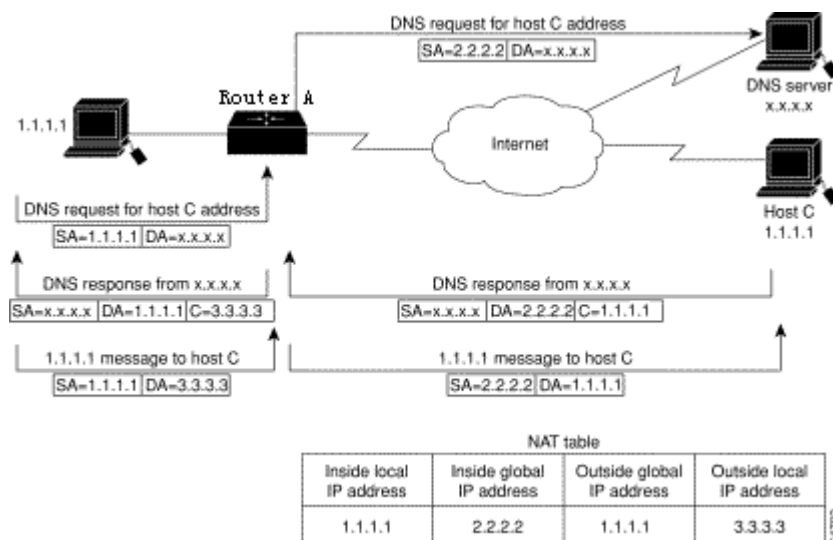 DNS request for host C address
SA=2.2.2.2 DA=x.x.x.x
Router A
1.1.1.1
DNS server
x.x.x.x
Internet
Host C
1.1.1.1
DNS request for host C address
SA=1.1.1.1 DA=x.x.x.x
DNS response from x.x.x.x
SA=x.x.x.x DA=1.1.1.1 C=3.3.3.3
DNS response from x.x.x.x
SA=x.x.x.x DA=2.2.2.2 C=1.1.1.1
1.1.1.1 message to host C
SA=1.1.1.1 DA=3.3.3.3
1.1.1.1 message to host C
SA=2.2.2.2 DA=1.1.1.1
NAT table
Inside local IP address
Inside global IP address
Outside global IP address
Outside local IP address
1.1.1.1 2.2.2.2 1.1.1.1 3.3.3.3